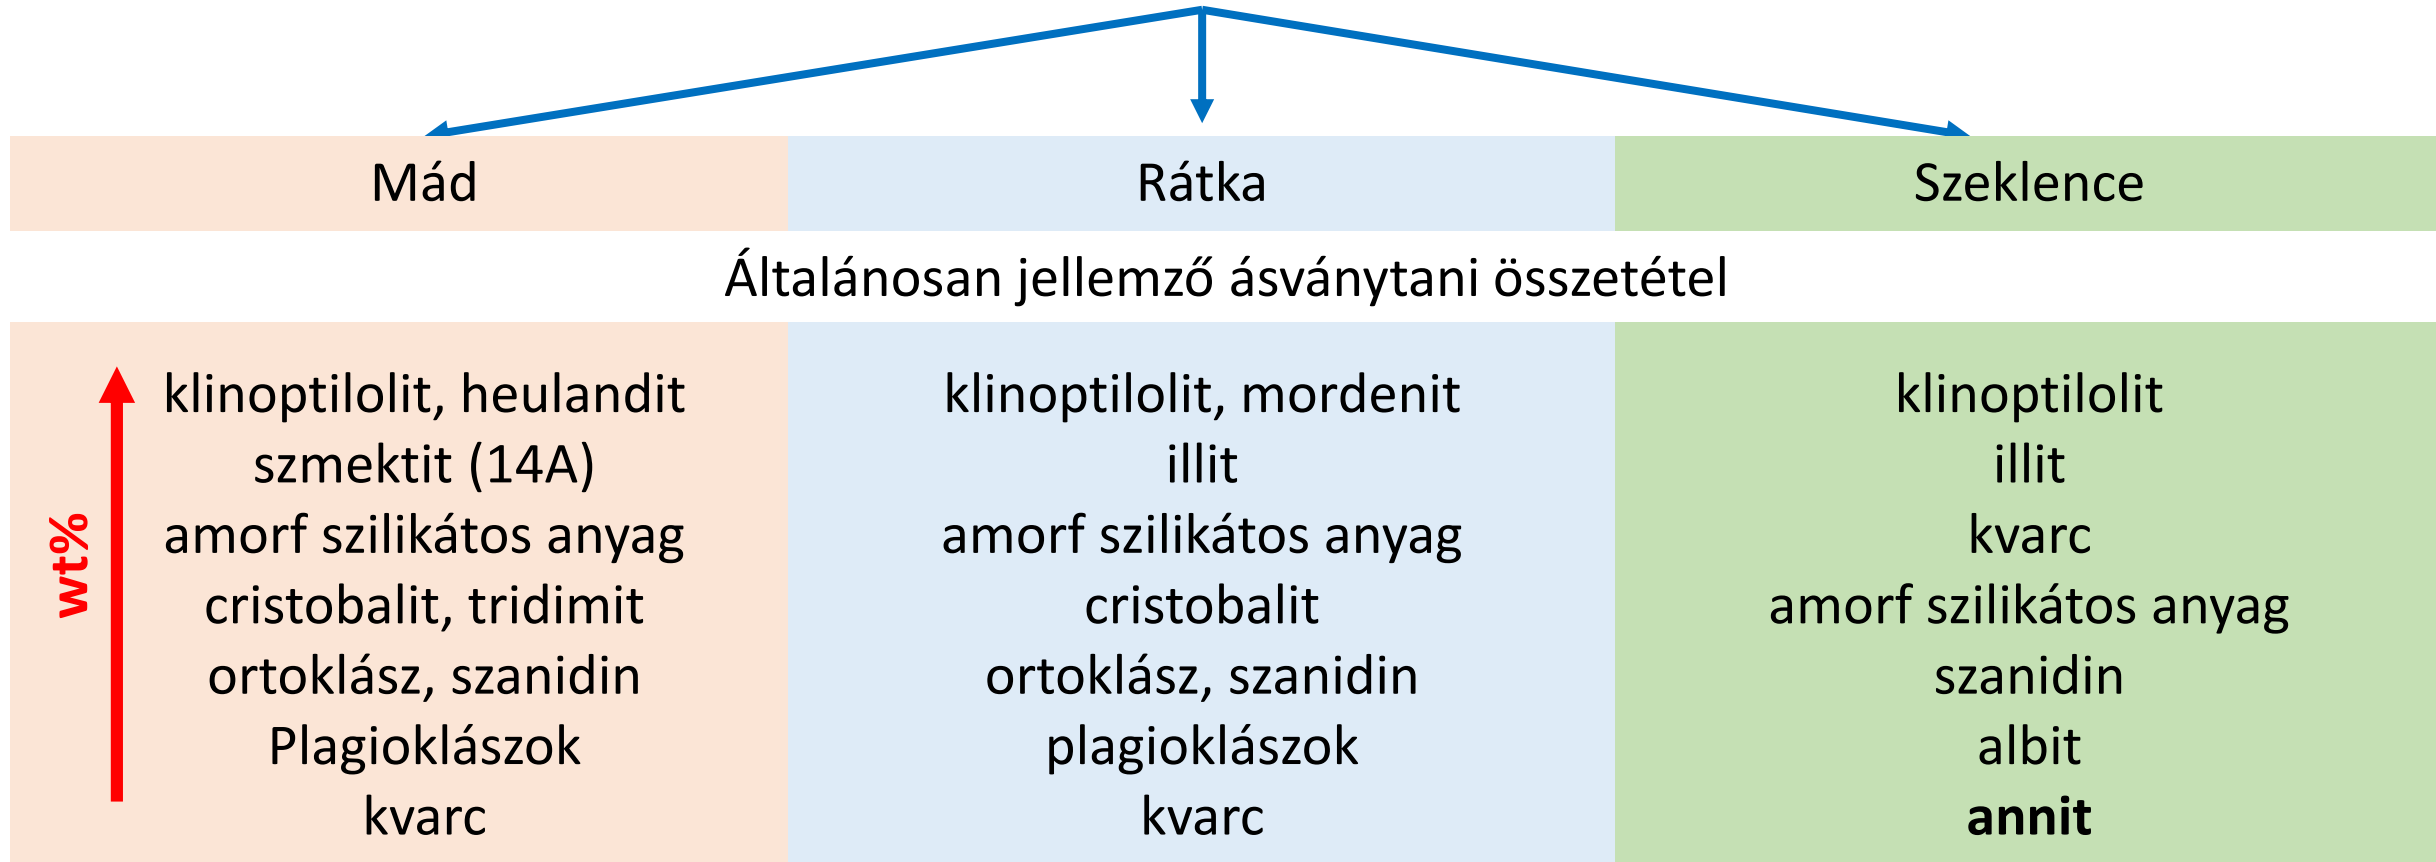 Mád
Rátka
Szeklence
Általánosan jellemző ásványtani összetétel
wt%
klinoptilolit, heulandit
szmektit (14A)
amorf szilikátos anyag
cristobalit, tridimit
ortoklász, szanidin
Plagioklászok
kvarc
klinoptilolit, mordenit
illit
amorf szilikátos anyag
cristobalit
ortoklász, szanidin
plagioklászok
kvarc
klinoptilolit
illit
kvarc
amorf szilikátos anyag
szanidin
albit
annit